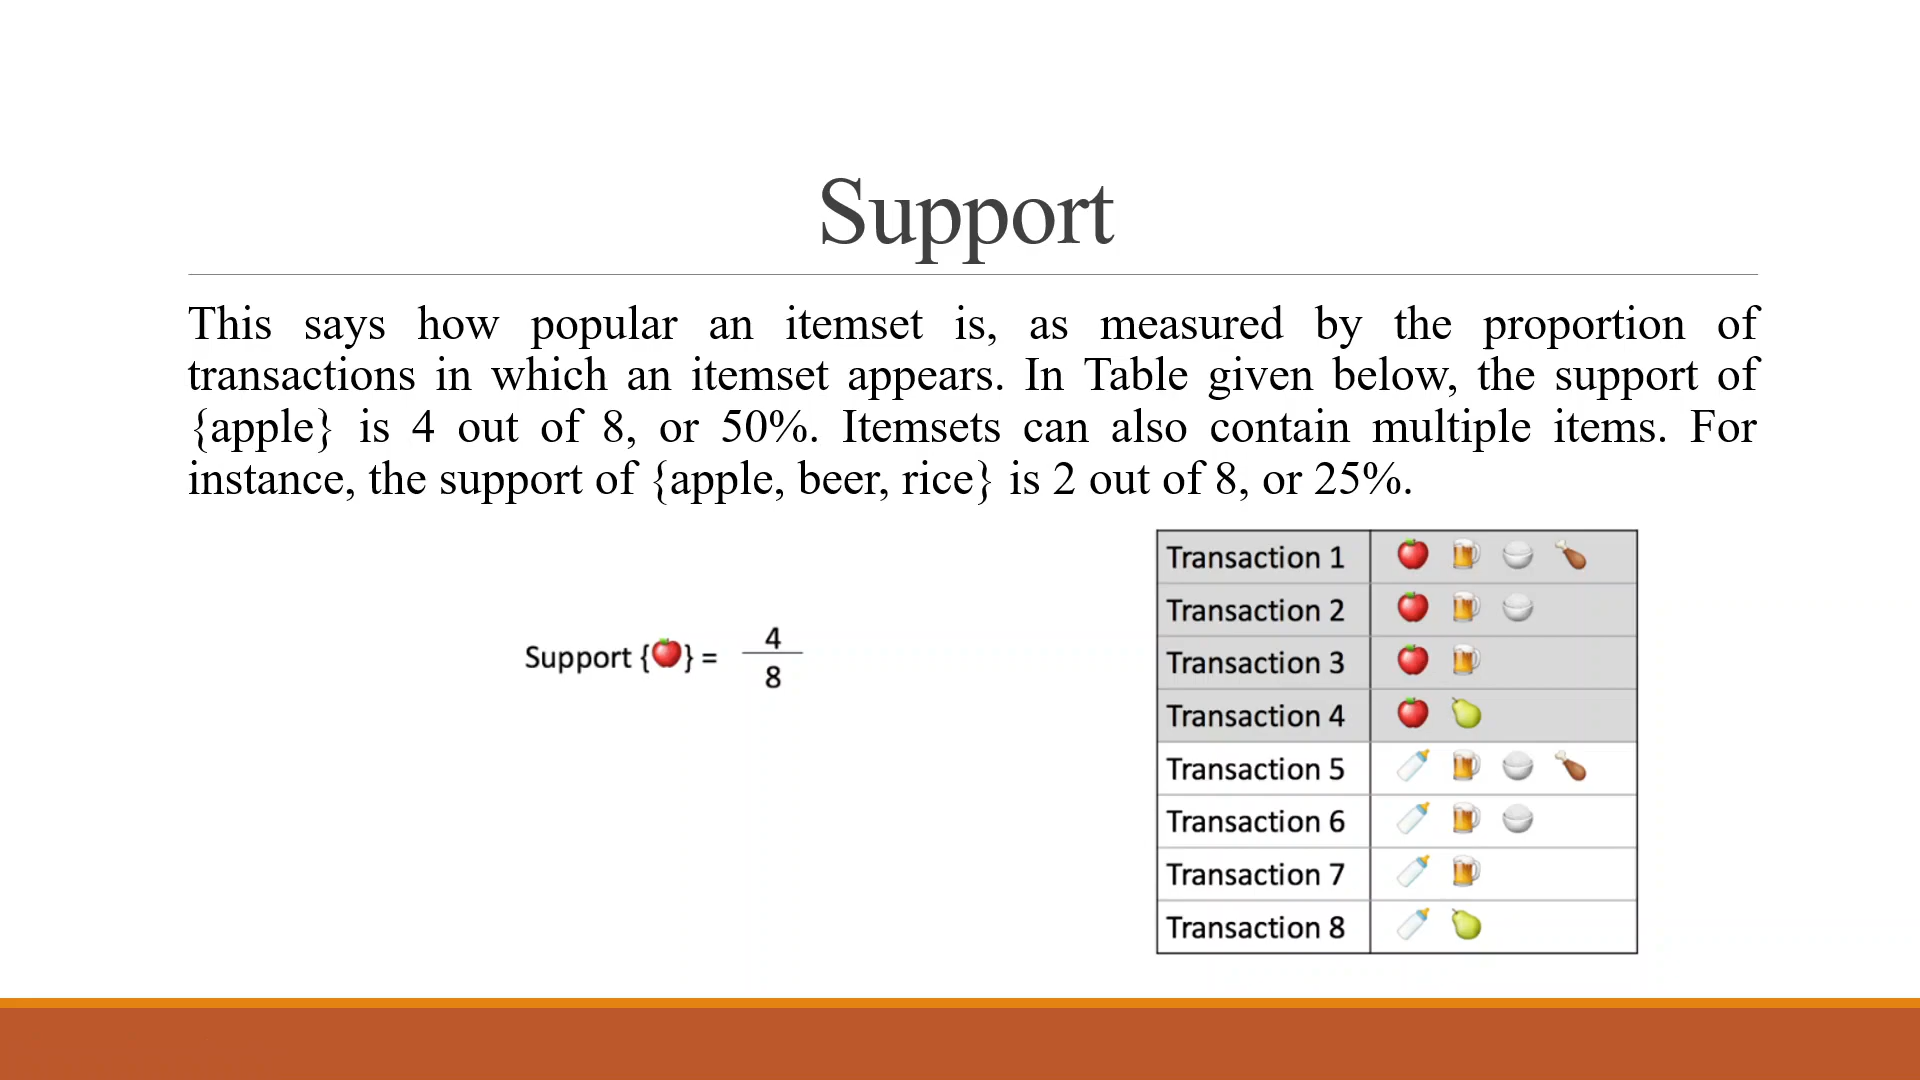 Support
This says how popular an itemset is, as measured by the proportion of
transactions in which an itemset appears. In Table given below, the support of
{apple} is 4 out of 8, or 50%. Itemsets can also contain multiple items. For
instance, the support of {apple, beer, rice} is 2 out of 8, or 25%.
Support {🍎} = 4
8
Transaction 1
Transaction 2
Transaction 3
Transaction 4
Transaction 5
Transaction 6
Transaction 7
Transaction 8